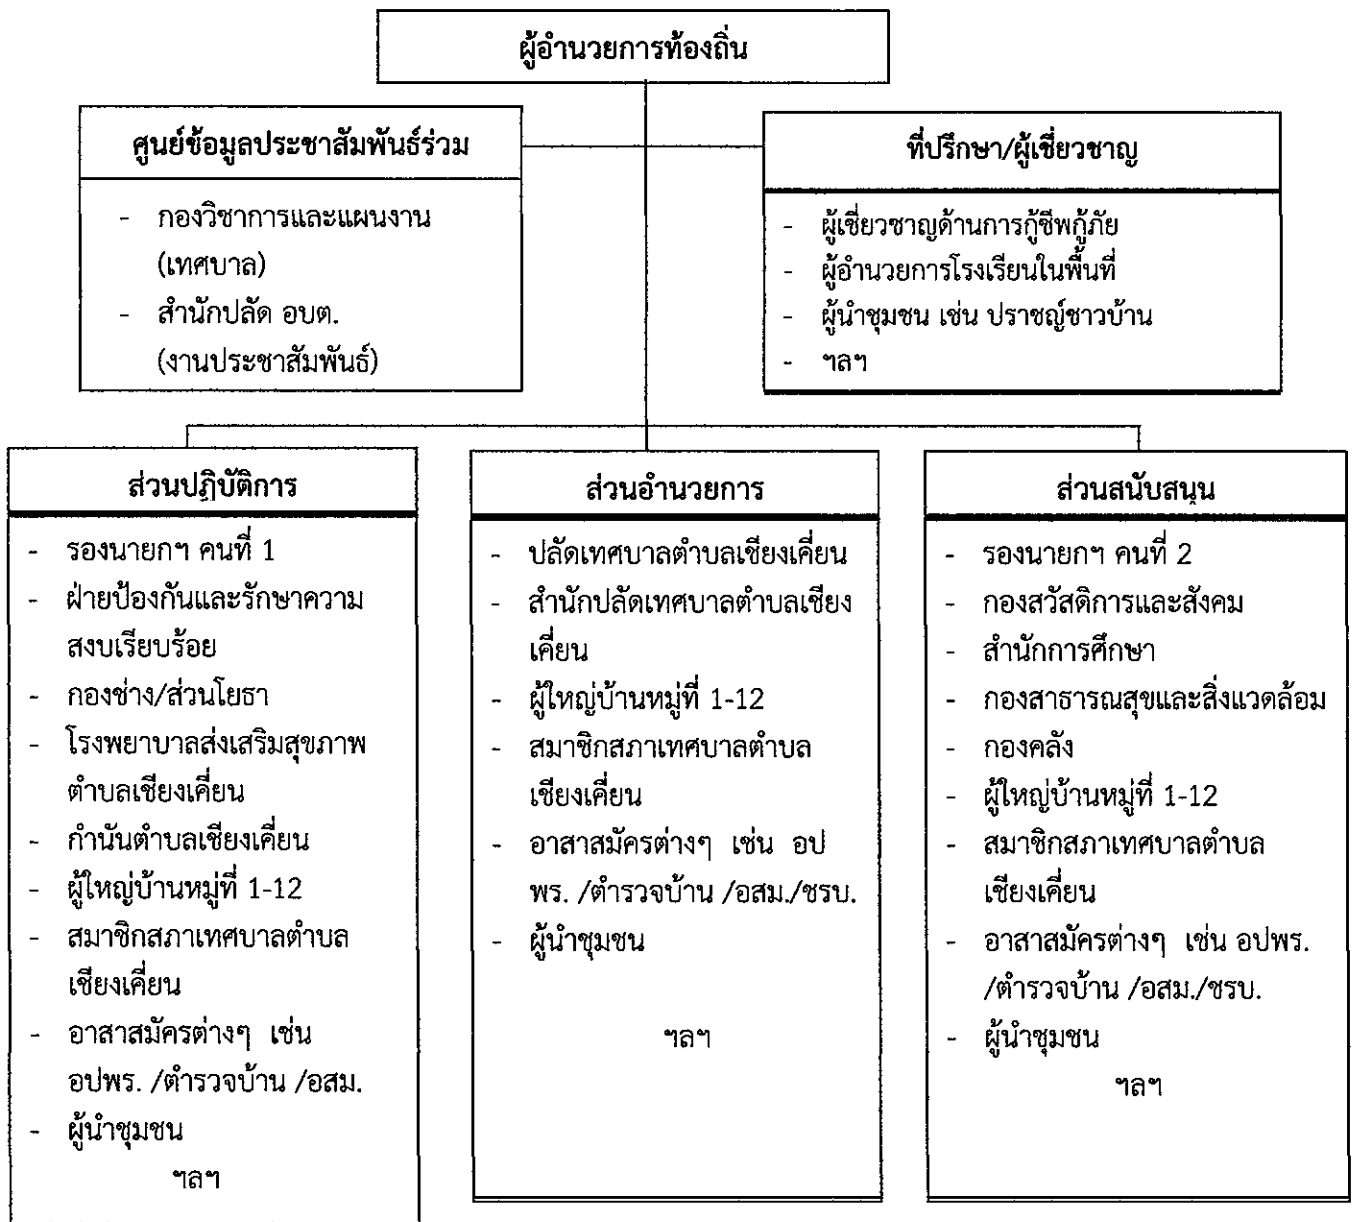 ผู้อำนวยการท้องถิ่น
ศูนย์ข้อมูลประชาสัมพันธ์ร่วม
- กองวิชาการและแผนงาน
(เทศบาล)
- สำนักปลัด อบต.
(งานประชาสัมพันธ์)
ที่ปรึกษา/ผู้เชี่ยวชาญ
- ผู้เชี่ยวชาญด้านการกู้ชีพกู้ภัย
- ผู้อำนวยการโรงเรียนในพื้นที่
- ผู้นำชุมชน เช่น ปราชญ์ชาวบ้าน
- ฯลฯ
ส่วนปฏิบัติการ
- รองนายกฯ คนที่ 1
- ฝ่ายป้องกันและรักษาความ
สงบเรียบร้อย
- กองช่าง/ส่วนโยธา
- โรงพยาบาลส่งเสริมสุขภาพ
ตำบลเชียงเคี่ยน
- กำนันตำบลเชียงเคี่ยน
- ผู้ใหญ่บ้านหมู่ที่ 1-12
- สมาชิกสภาเทศบาลตำบล
เชียงเคี่ยน
- อาสาสมัครต่างๆ เช่น
อปพร. /ตำรวจบ้าน /อสม.
- ผู้นำชุมชน
ฯลฯ
ส่วนอำนวยการ
- ปลัดเทศบาลตำบลเชียงเคี่ยน
- สำนักปลัดเทศบาลตำบลเชียง
เคี่ยน
- ผู้ใหญ่บ้านหมู่ที่ 1-12
- สมาชิกสภาเทศบาลตำบล
เชียงเคี่ยน
- อาสาสมัครต่างๆ เช่น อป
พร. /ตำรวจบ้าน /อสม./ชรบ.
- ผู้นำชุมชน
ฯลฯ
ส่วนสนับสนุน
- รองนายกฯ คนที่ 2
- กองสวัสดิการและสังคม
- สำนักการศึกษา
- กองสาธารณสุขและสิ่งแวดล้อม
- กองคลัง
- ผู้ใหญ่บ้านหมู่ที่ 1-12
- สมาชิกสภาเทศบาลตำบล
เชียงเคี่ยน
- อาสาสมัครต่างๆ เช่น อปพร.
/ตำรวจบ้าน /อสม./ชรบ.
- ผู้นำชุมชน
ฯลฯ